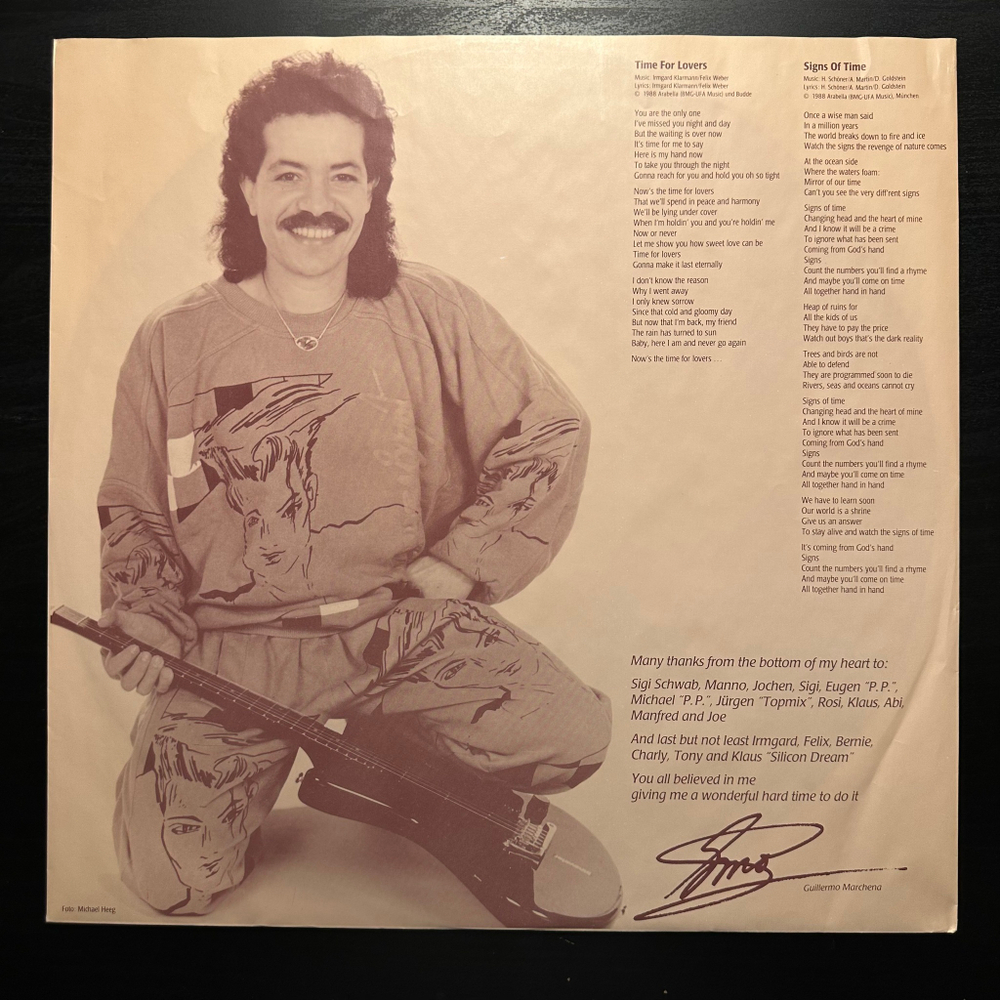 Time For Lovers
Music: Irmgard Klarmann/Felix Weber
Lyrics: Irmgard Klarmann/Felix Weber
© 1988 Arabella (BMG-UFA Music) und Budde
You are the only one
I've missed you night and day
But the waiting is over now
It's time for me to say
Here is my hand now
To take you through the night
Gonna reach for you and hold you oh so tight
Now's the time for lovers
That we'll spend in peace and harmony
We'll be lying under cover
When I'm holdin' you and you're holdin' me
Now or never
Let me show you how sweet love can be
Time for lovers
Gonna make it last eternally
I don't know the reason
Why I went away
I only knew sorrow
Since that cold and gloomy day
But now that I'm back, my friend
The rain has turned to sun
Baby, here I am and never go again
Now's the time for lovers ...
Signs Of Time
Music: H. Schöner/A. Martin/D. Goldstein
Lyrics: H. Schöner/A. Martin/D. Goldstein
© 1988 Arabella (BMG-UFA Music), München
Once a wise man said
In a million years
The world breaks down to fire and ice
Watch the signs the revenge of nature comes
At the ocean side
Where the waters foam:
Mirror of our time
Can't you see the very diff'rent signs
Signs of time
Changing head and the heart of mine
And I know it will be a crime
To ignore what has been sent
Coming from God's hand
Signs
Count the numbers you'll find a rhyme
And maybe you'll come on time
All together hand in hand
Heap of ruins for
All the kids of us
They have to pay the price
Watch out boys that's the dark reality
Trees and birds are not
Able to defend
They are programmed soon to die
Rivers, seas and oceans cannot cry
Signs of time
Changing head and the heart of mine
And I know it will be a crime
To ignore what has been sent
Coming from God's hand
Signs
Count the numbers you'll find a rhyme
And maybe you'll come on time
All together hand in hand
We have to learn soon
Our world is a shrine
Give us an answer
To stay alive and watch the signs of time
It's coming from God's hand
Signs
Count the numbers you'll find a rhyme
And maybe you'll come on time
All together hand in hand
Many thanks from the bottom of my heart to:
Sigi Schwab, Manno, Jochen, Sigi, Eugen "P.P.",
Michael "P.P.", Jürgen "Topmix", Rosi, Klaus, Abi,
Manfred and Joe
And last but not least Irmgard, Felix, Bernie,
Charly, Tony and Klaus "Silicon Dream"
You all believed in me
giving me a wonderful hard time to do it
Guillermo Marchena
Foto: Michael Herg